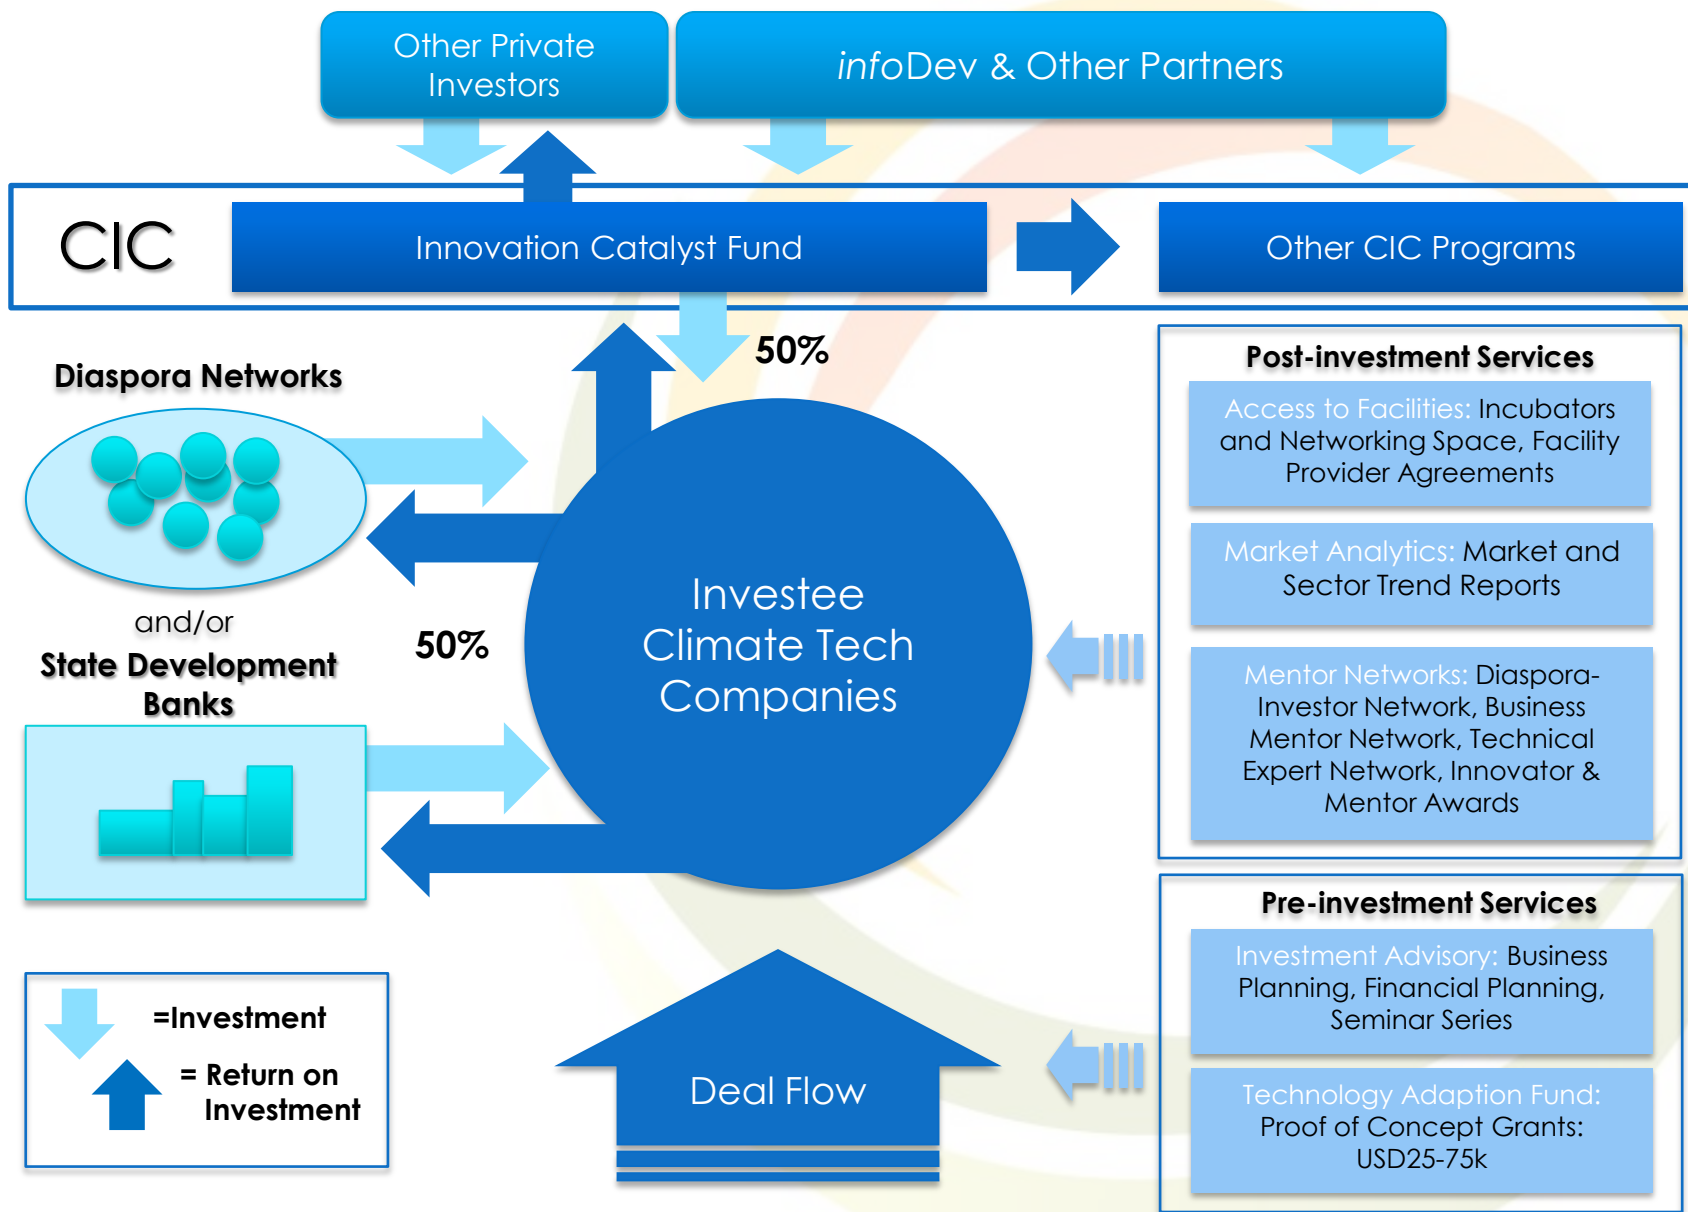 Other Private
Investors
infoDev & Other Partners
CIC
Innovation Catalyst Fund
Other CIC Programs
50%
Diaspora Networks
and/or
State Development
Banks
50%
Investee
Climate Tech
Companies
Post-investment Services
Access to Facilities: Incubators
and Networking Space, Facility
Provider Agreements
Market Analytics: Market and
Sector Trend Reports
Mentor Networks: Diaspora-
Investor Network, Business
Mentor Network, Technical
Expert Network, Innovator &
Mentor Awards
Pre-investment Services
Investment Advisory: Business
Planning, Financial Planning,
Seminar Series
Technology Adaption Fund:
Proof of Concept Grants:
USD25-75k
=Investment
= Return on
Investment
Deal Flow